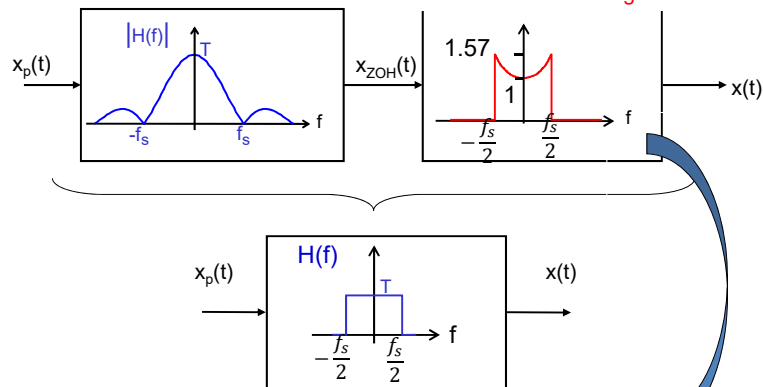 |H(f)|
T
x_p(t)
x_ZOH(t)
-f_s
f_s
f
1.57
1
f
-f_s/2
f_s/2
x(t)
H(f)
x_p(t)
T
x(t)
f
-f_s/2
f_s/2